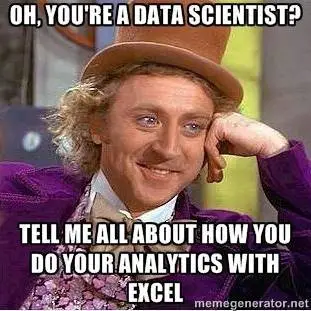 OH, YOU'RE A DATA SCIENTIST?
TELL ME ALL ABOUT HOW YOU
DO YOUR ANALYTICS WITH
EXCEL
memegenerator.net